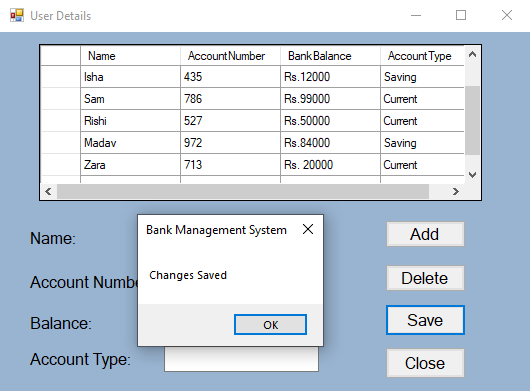 User Details
Name AccountNumber BankBalance AccountType
Isha 435 Rs.12000 Saving
Sam 786 Rs.99000 Current
Rishi 527 Rs.50000 Current
Madav 972 Rs.84000 Saving
Zara 713 Rs. 20000 Current
Bank Management System
Changes Saved
OK
Name:
Account Numbe
Balance:
Account Type:
Add
Delete
Save
Close